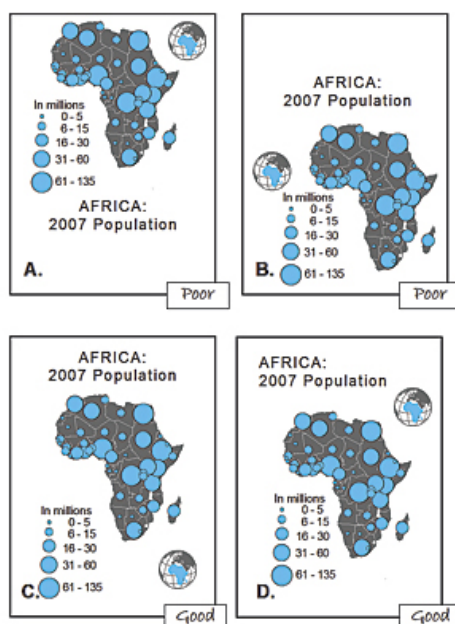 In millions
0 - 5
6 - 15
16 - 30
31 - 60
61 - 135
AFRICA:
2007 Population
A.
Poor
AFRICA:
2007 Population
In millions
0 - 5
6 - 15
16 - 30
31 - 60
61 - 135
B.
Poor
AFRICA:
2007 Population
In millions
0 - 5
6 - 15
16 - 30
31 - 60
61 - 135
C.
Good
AFRICA:
2007 Population
In millions
0 - 5
6 - 15
16 - 30
31 - 60
61 - 135
D.
Good